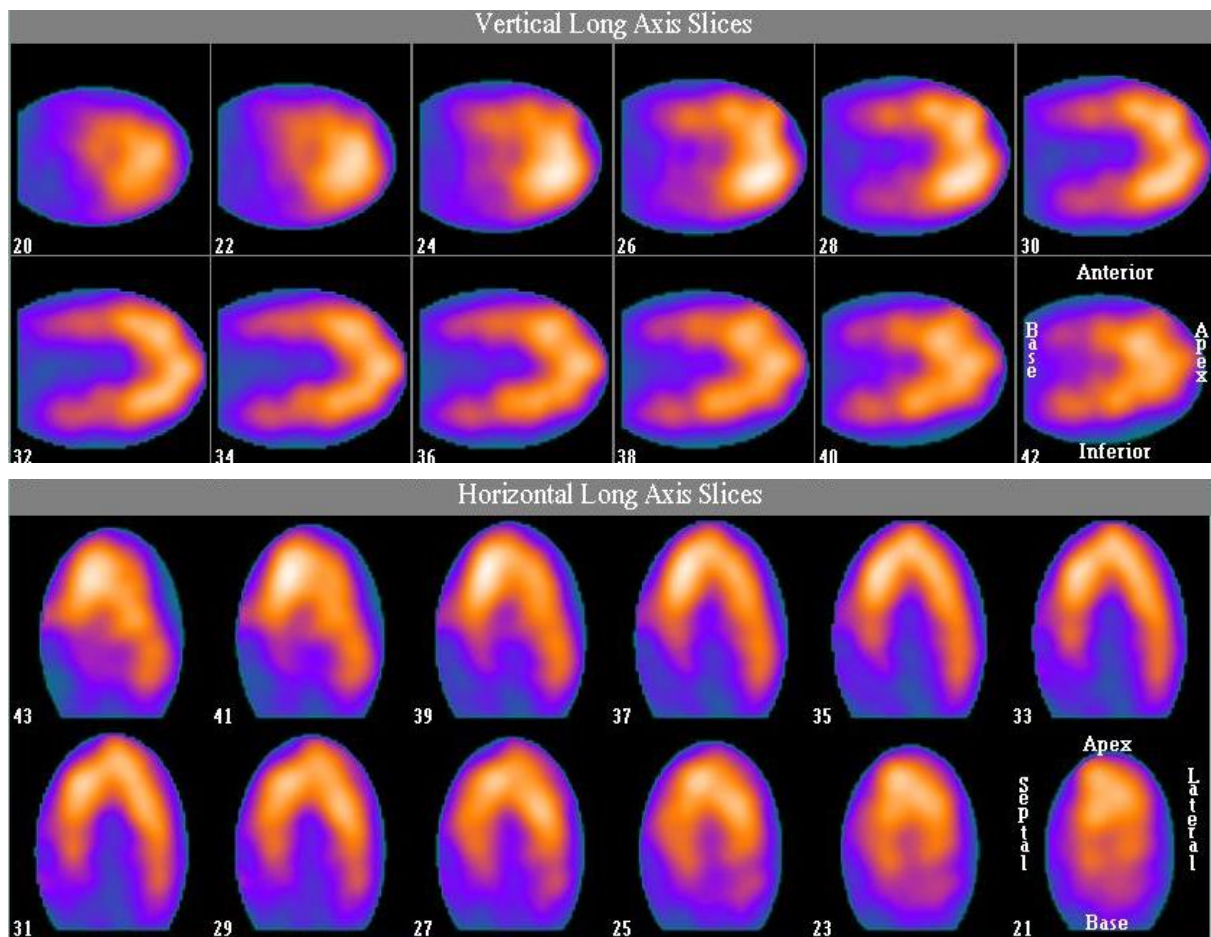 Vertical Long Axis Slices
20 22 24 26 28 30
Anterior
Base
Apex
32 34 36 38 40 42
Inferior
Horizontal Long Axis Slices
43 41 39 37 35 33
Apex
Septal
Lateral
31 29 27 25 23 21
Base